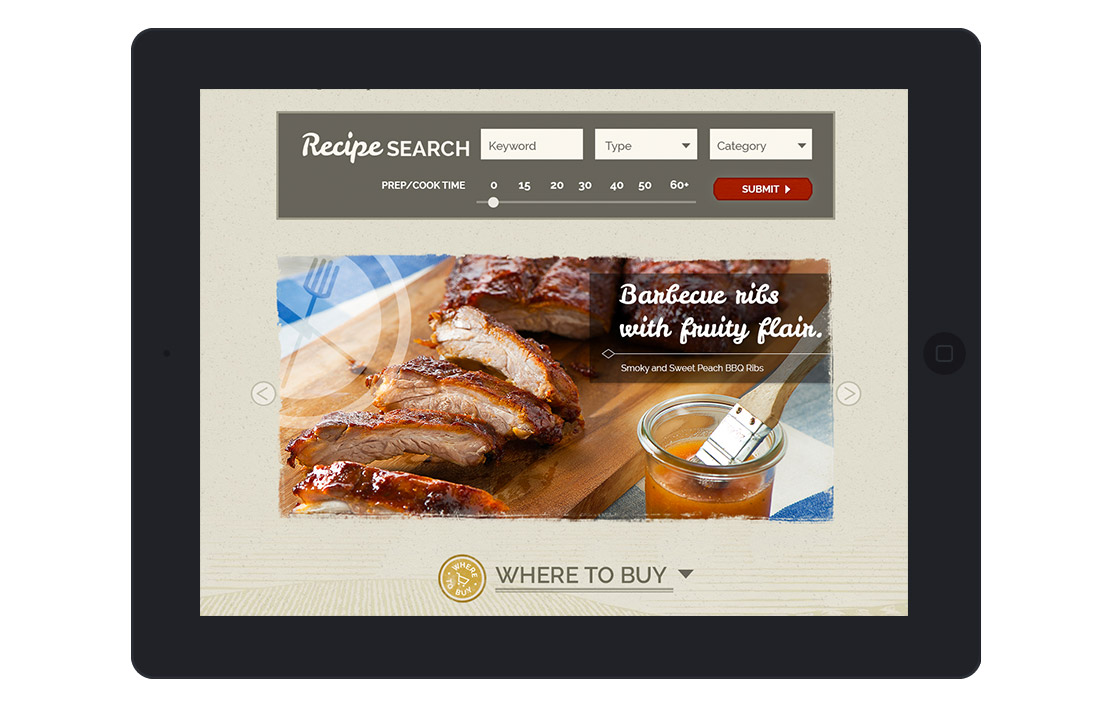 Recipe SEARCH
Keyword
Type
Category
PREP/COOK TIME
0 15 20 30 40 50 60+
SUBMIT
Barbecue ribs
with fruity flair.
Smoky and Sweet Peach BBQ Ribs
WHERE TO BUY
WHERE TO BUY